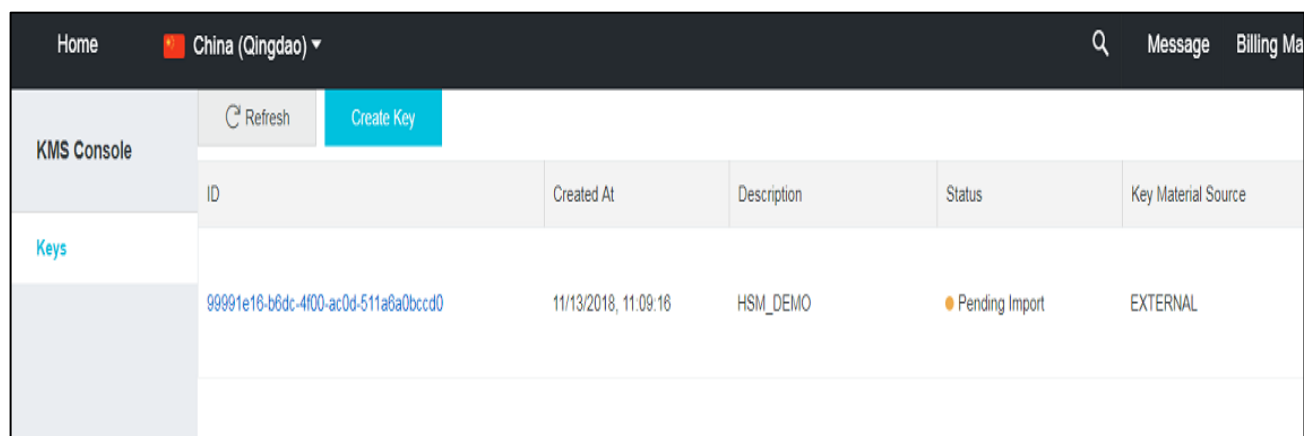 Home China (Qingdao) Message Billing Ma
Refresh Create Key
KMS Console
ID Created At Description Status Key Material Source
Keys
99991e16-b6dc-4f00-ac0d-511a6a0bccd0 11/13/2018, 11:09:16 HSM_DEMO Pending Import EXTERNAL